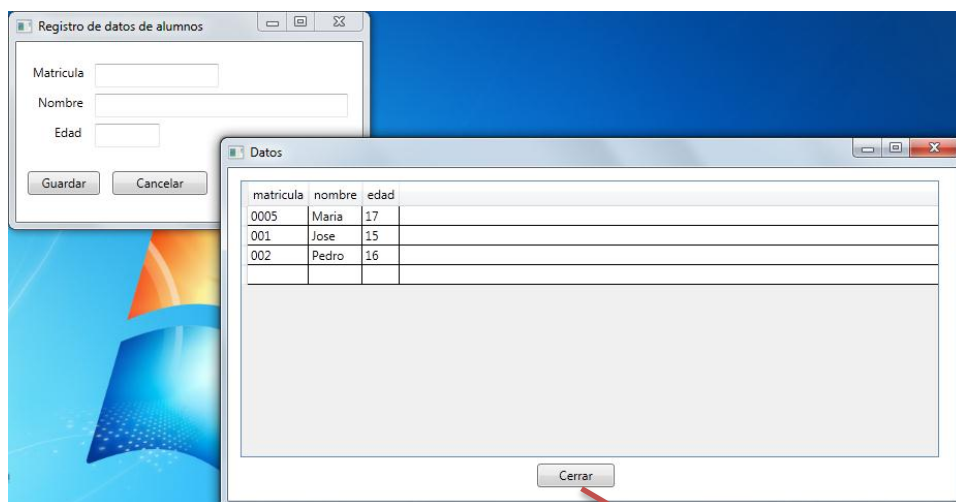 Registro de datos de alumnos
Matricula
Nombre
Edad
Guardar Cancelar
Datos
matricula nombre edad
0005 Maria 17
001 Jose 15
002 Pedro 16
Cerrar